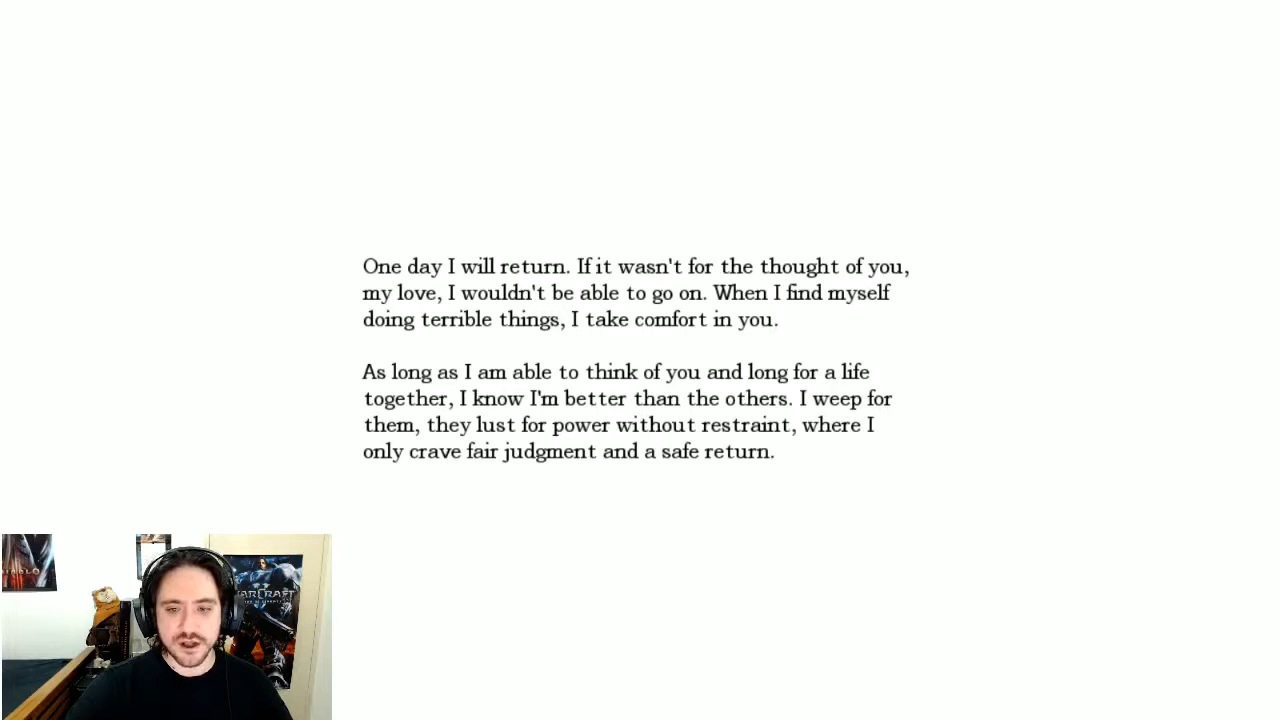 One day I will return. If it wasn't for the thought of you,
my love, I wouldn't be able to go on. When I find myself
doing terrible things, I take comfort in you.
As long as I am able to think of you and long for a life
together, I know I'm better than the others. I weep for
them, they lust for power without restraint, where I
only crave fair judgment and a safe return.
DIABLO